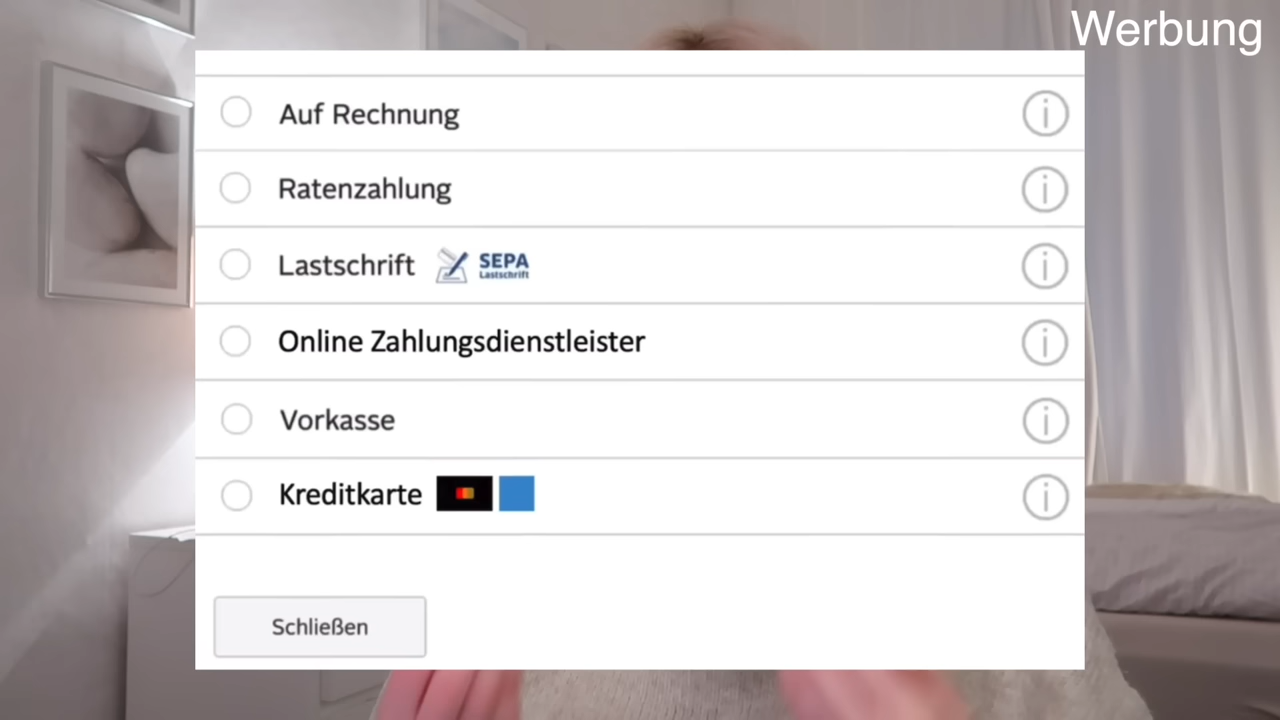 Werbung
Auf Rechnung
Ratenzahlung
Lastschrift SEPA Lastschrift
Online Zahlungsdienstleister
Vorkasse
Kreditkarte
Schließen